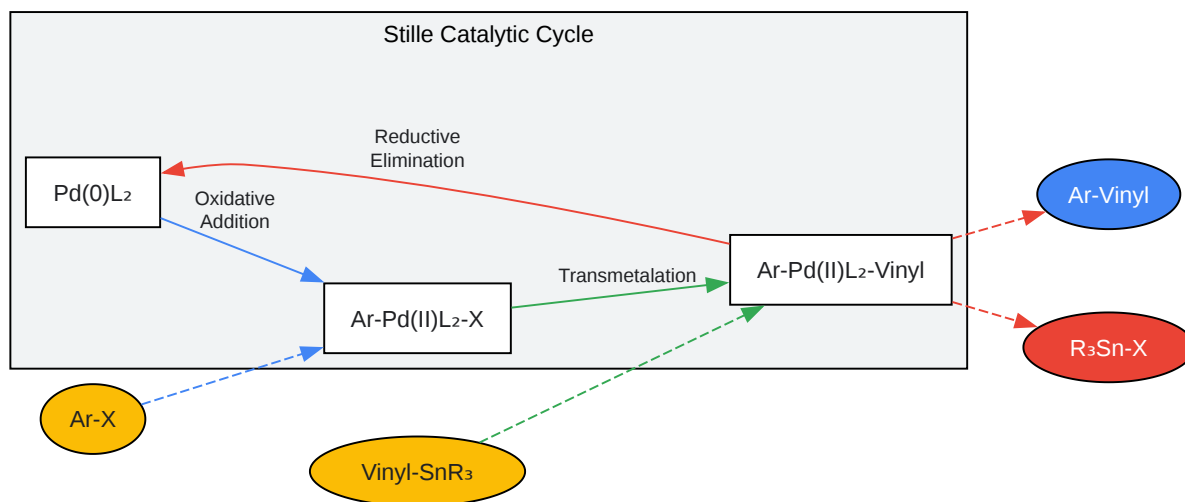 Stille Catalytic Cycle
Reductive
Elimination
Pd(0)L₂
Oxidative
Addition
Ar-Vinyl
Ar-Pd(II)L₂-Vinyl
Transmetalation
Ar-Pd(II)L₂-X
R₃Sn-X
Ar-X
Vinyl-SnR₃